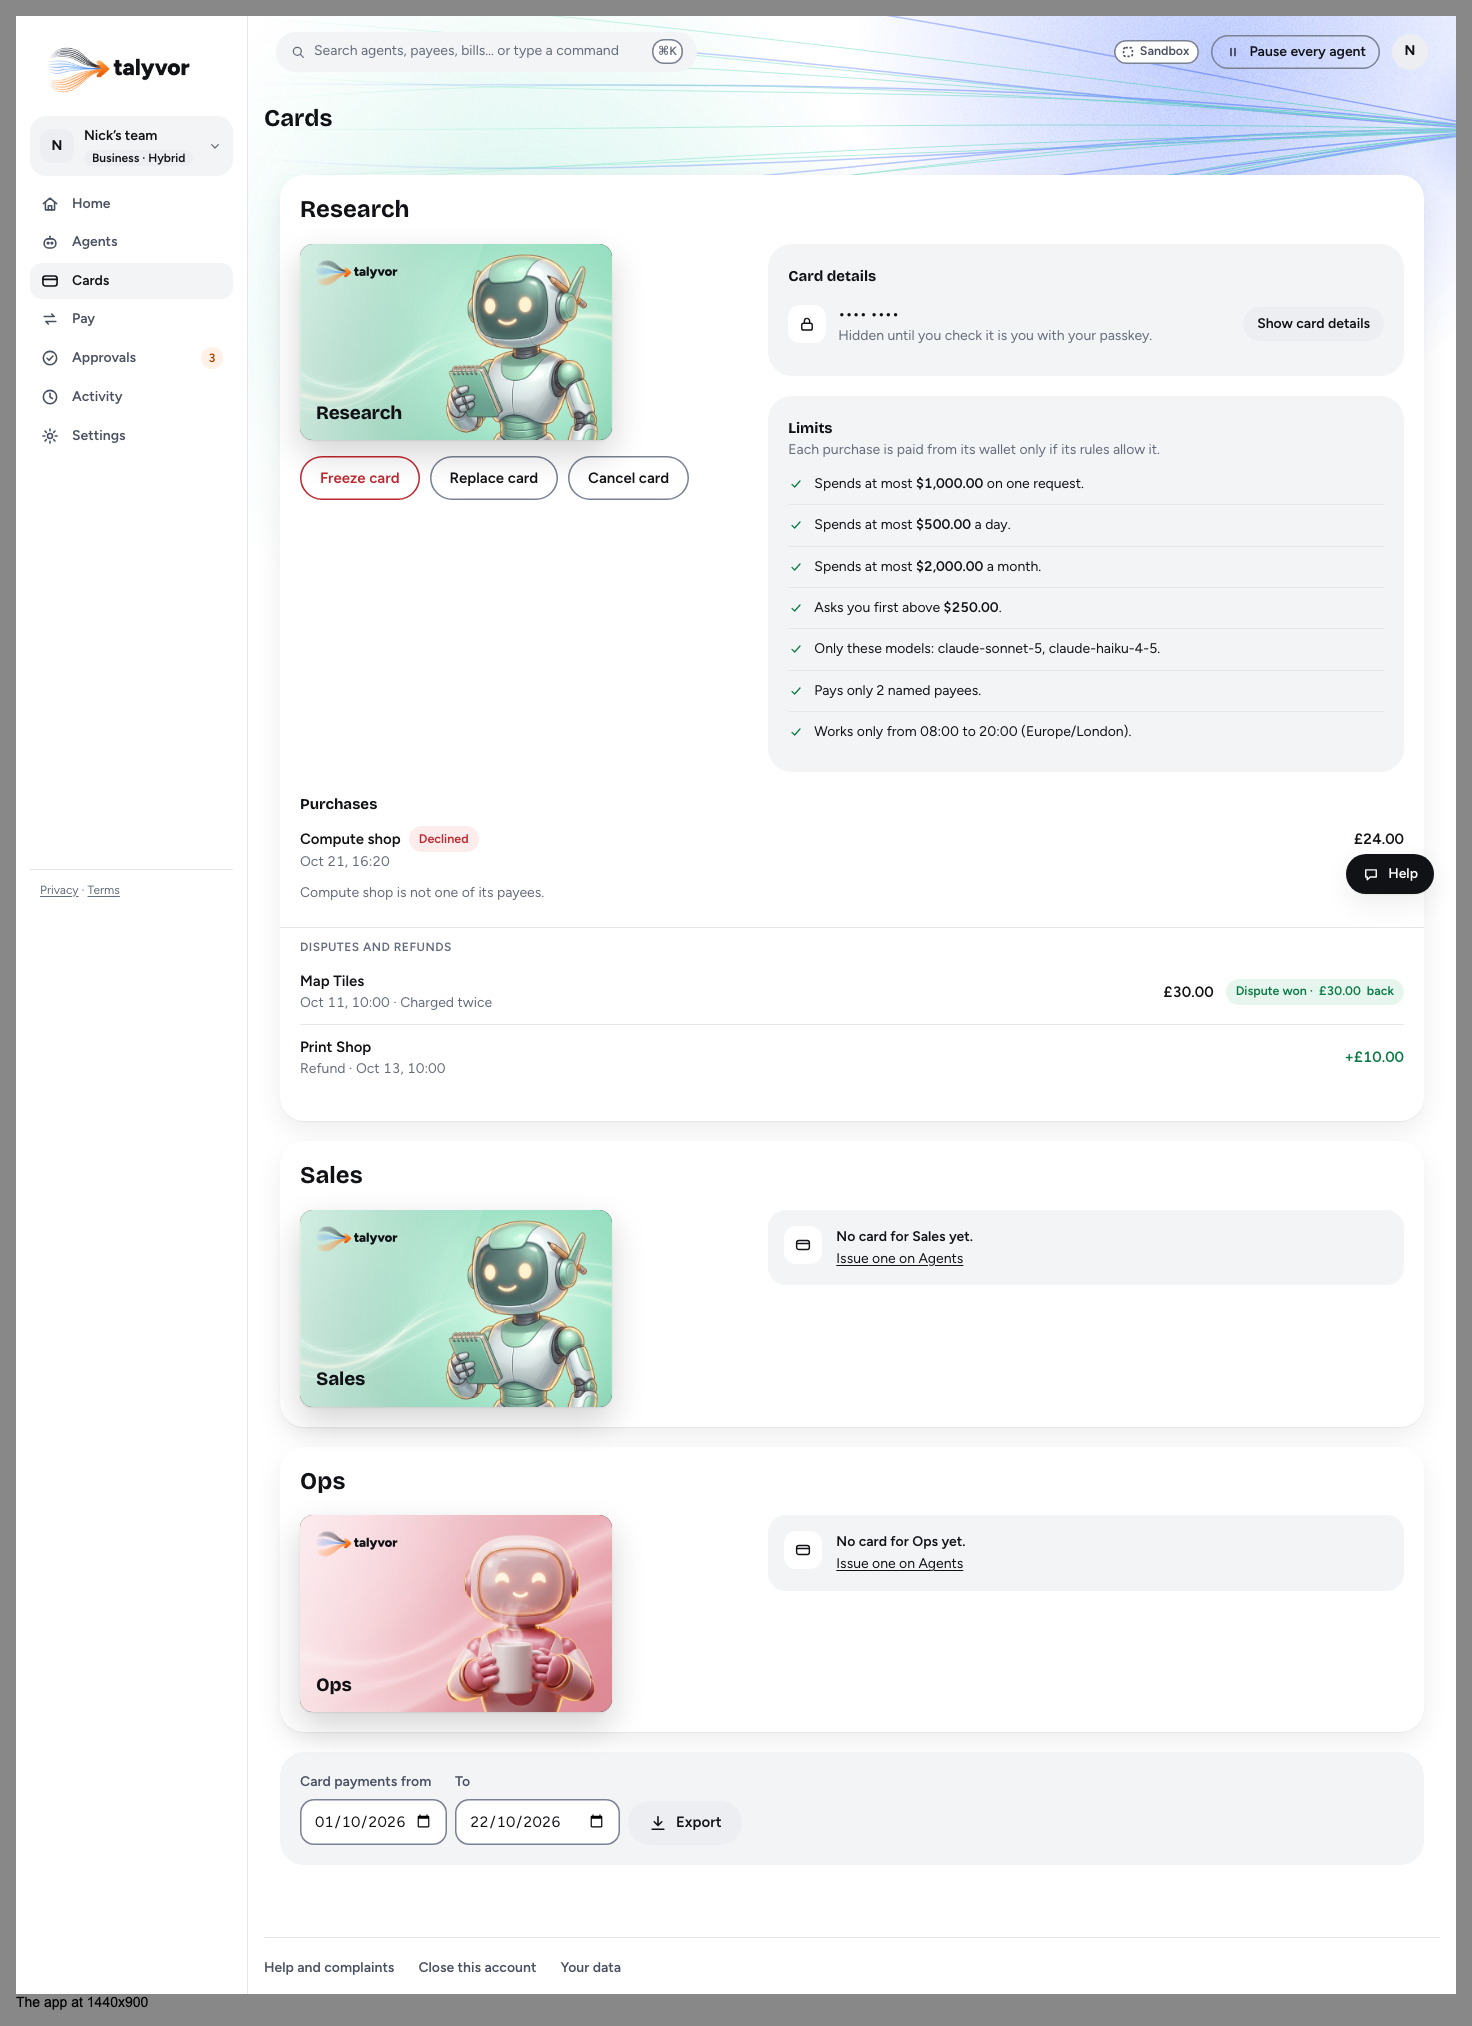 talyvor
Search agents, payees, bills... or type a command
⌘K
Sandbox
Pause every agent
N
N
Nick's team
Business · Hybrid
Home
Agents
Cards
Pay
Approvals
3
Activity
Settings
Privacy · Terms
Cards
Research
talyvor
Research
Freeze card
Replace card
Cancel card
Card details
•••• ••••
Hidden until you check it is you with your passkey.
Show card details
Limits
Each purchase is paid from its wallet only if its rules allow it.
Spends at most $1,000.00 on one request.
Spends at most $500.00 a day.
Spends at most $2,000.00 a month.
Asks you first above $250.00.
Only these models: claude-sonnet-5, claude-haiku-4-5.
Pays only 2 named payees.
Works only from 08:00 to 20:00 (Europe/London).
Purchases
Compute shop Declined £24.00
Oct 21, 16:20
Compute shop is not one of its payees.
Help
DISPUTES AND REFUNDS
Map Tiles
Oct 11, 10:00 · Charged twice
£30.00 Dispute won · £30.00 back
Print Shop
Refund · Oct 13, 10:00
+£10.00
Sales
talyvor
Sales
No card for Sales yet.
Issue one on Agents
Ops
talyvor
Ops
No card for Ops yet.
Issue one on Agents
Card payments from To
01/10/2026 22/10/2026 Export
Help and complaints Close this account Your data
The app at 1440x900